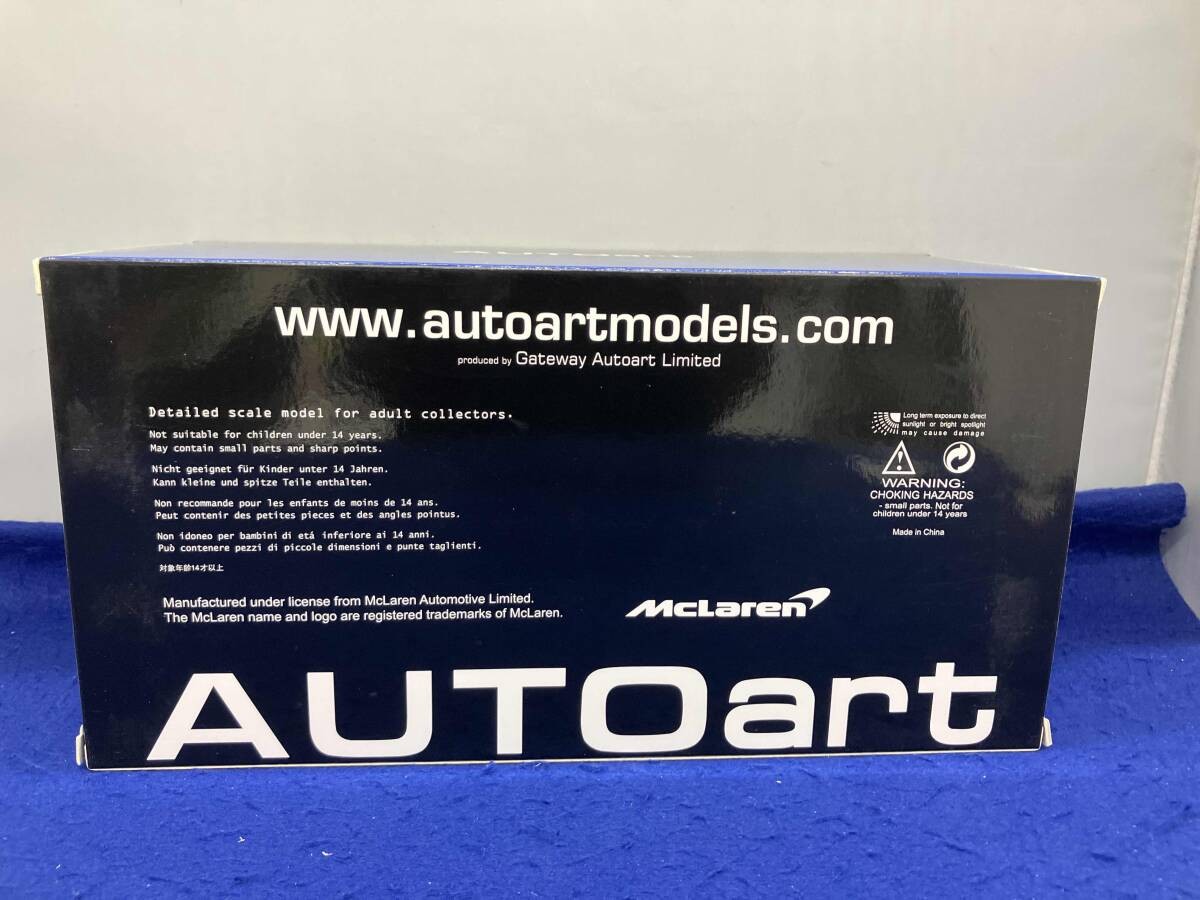 AUTOart
www.autoartmodels.com
produced by Gateway Autoart Limited
Detailed scale model for adult collectors.
Not suitable for children under 14 years.
May contain small parts and sharp points.
Nicht geeignet für Kinder unter 14 Jahren.
Kann kleine und spitze Teile enthalten.
Non recommande pour les enfants de moins de 14 ans.
Peut contenir des petites pieces et des angles pointus.
Non idoneo per bambini di etá inferiore ai 14 anni.
Puõ contenere pezzi di piccole dimensioni e punte taglienti.
対象年齢14才以上
Long term exposure to direct
sunlight or bright spotlight
may cause damage
WARNING:
CHOKING HAZARDS
- small parts. Not for
children under 14 years
Made in China
Manufactured under license from McLaren Automotive Limited.
The McLaren name and logo are registered trademarks of McLaren.
McLaren
AUTOart